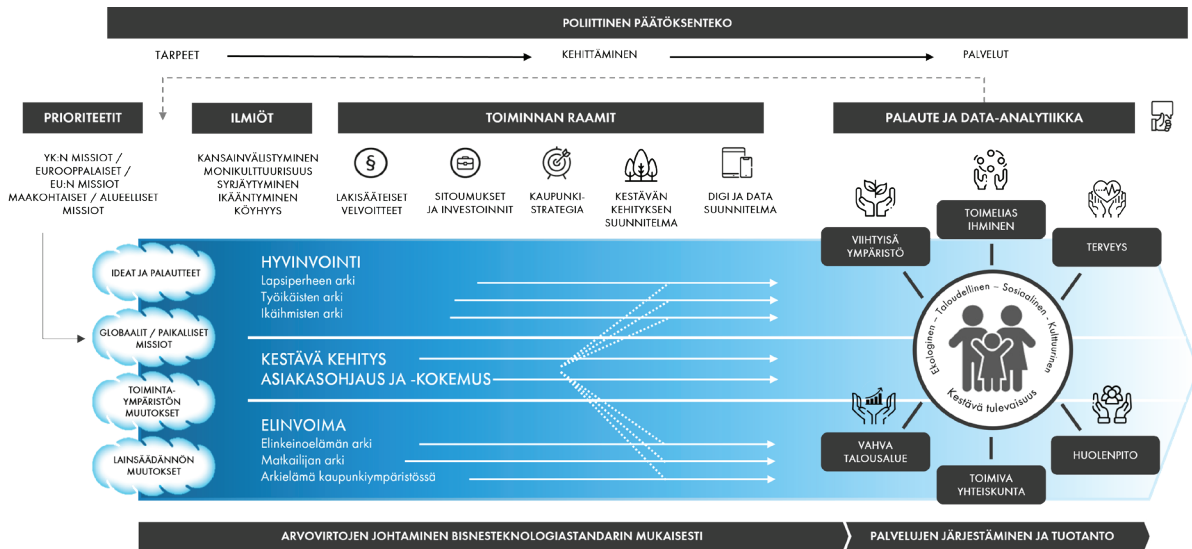 POLIITTINEN PÄÄTÖKSENTEKO
TARPEET
KEHITTÄMINEN
PALVELUT
PRIORITEETIT
ILMIÖT
TOIMINNAN RAAMIT
PALAUTE JA DATA-ANALYTIIKKA
YK:N MISSIOT /
EUROOPPALAISET /
EU:N MISSIOT
MAAKOHTAISET / ALUEELLISET
MISSIOT
KANSAINVÄLISTYMINEN
MONIKULTTUURISUUS
SYRJÄYTYMINEN
IKÄÄNTYMINEN
KÖYHYYS
§
LAKISÄÄTEISET
VELVOITTEET
SITOUMUKSET
JA INVESTOINNIT
KAUPUNKI-
STRATEGIA
KESTÄVÄN
KEHITYKSEN
SUUNNITELMA
DIGI JA DATA
SUUNNITELMA
VIIHTYISÄ
YMPÄRISTÖ
TOIMELIAS
IHMINEN
TERVEYS
IDEAT JA PALAUTTEET
GLOBAALIT / PAIKALLISET
MISSIOT
TOIMINTA-
YMPÄRISTÖN
MUUTOKSET
LAINSÄÄDÄNNÖN
MUUTOKSET
HYVINVOINTI
Lapsiperheen arki
Työikäisten arki
Ikäihmisten arki
KESTÄVÄ KEHITYS
ASIAKASOHJAUS JA -KOKEMUS
ELINVOIMA
Elinkeinoelämän arki
Matkailijan arki
Arkielämä kaupunkiympäristössä
Ekologinen – Taloudellinen – Sosiaalinen - Kulttuurinen
Kestävä tulevaisuus
VAHVA
TALOUSALUE
TOIMIVA
YHTEISKUNTA
HUOLENPITO
ARVOVIRTOJEN JOHTAMINEN BISNESTEKNOLOGIASTANDARIN MUKAISESTI
PALVELUJEN JÄRJESTÄMINEN JA TUOTANTO